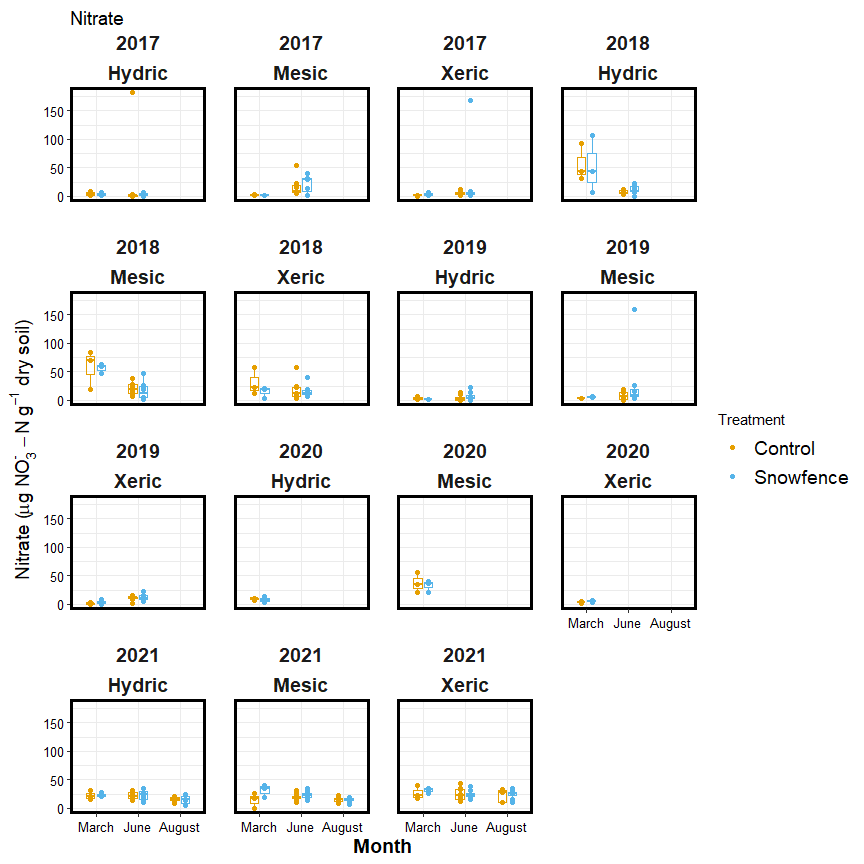 Nitrate
2017 2017 2017 2018
Hydric Mesic Xeric Hydric
150
100
50
0
2018 2018 2019 2019
Mesic Xeric Hydric Mesic
150
100
50
0
2019 2020 2020 2020
Xeric Hydric Mesic Xeric
150
100
50
0
March June August
2021 2021 2021
Hydric Mesic Xeric
150
100
50
0
March June August March June August March June August
Month
Nitrate (μg NO₃⁻ − N g⁻¹ dry soil)
Treatment
Control
Snowfence